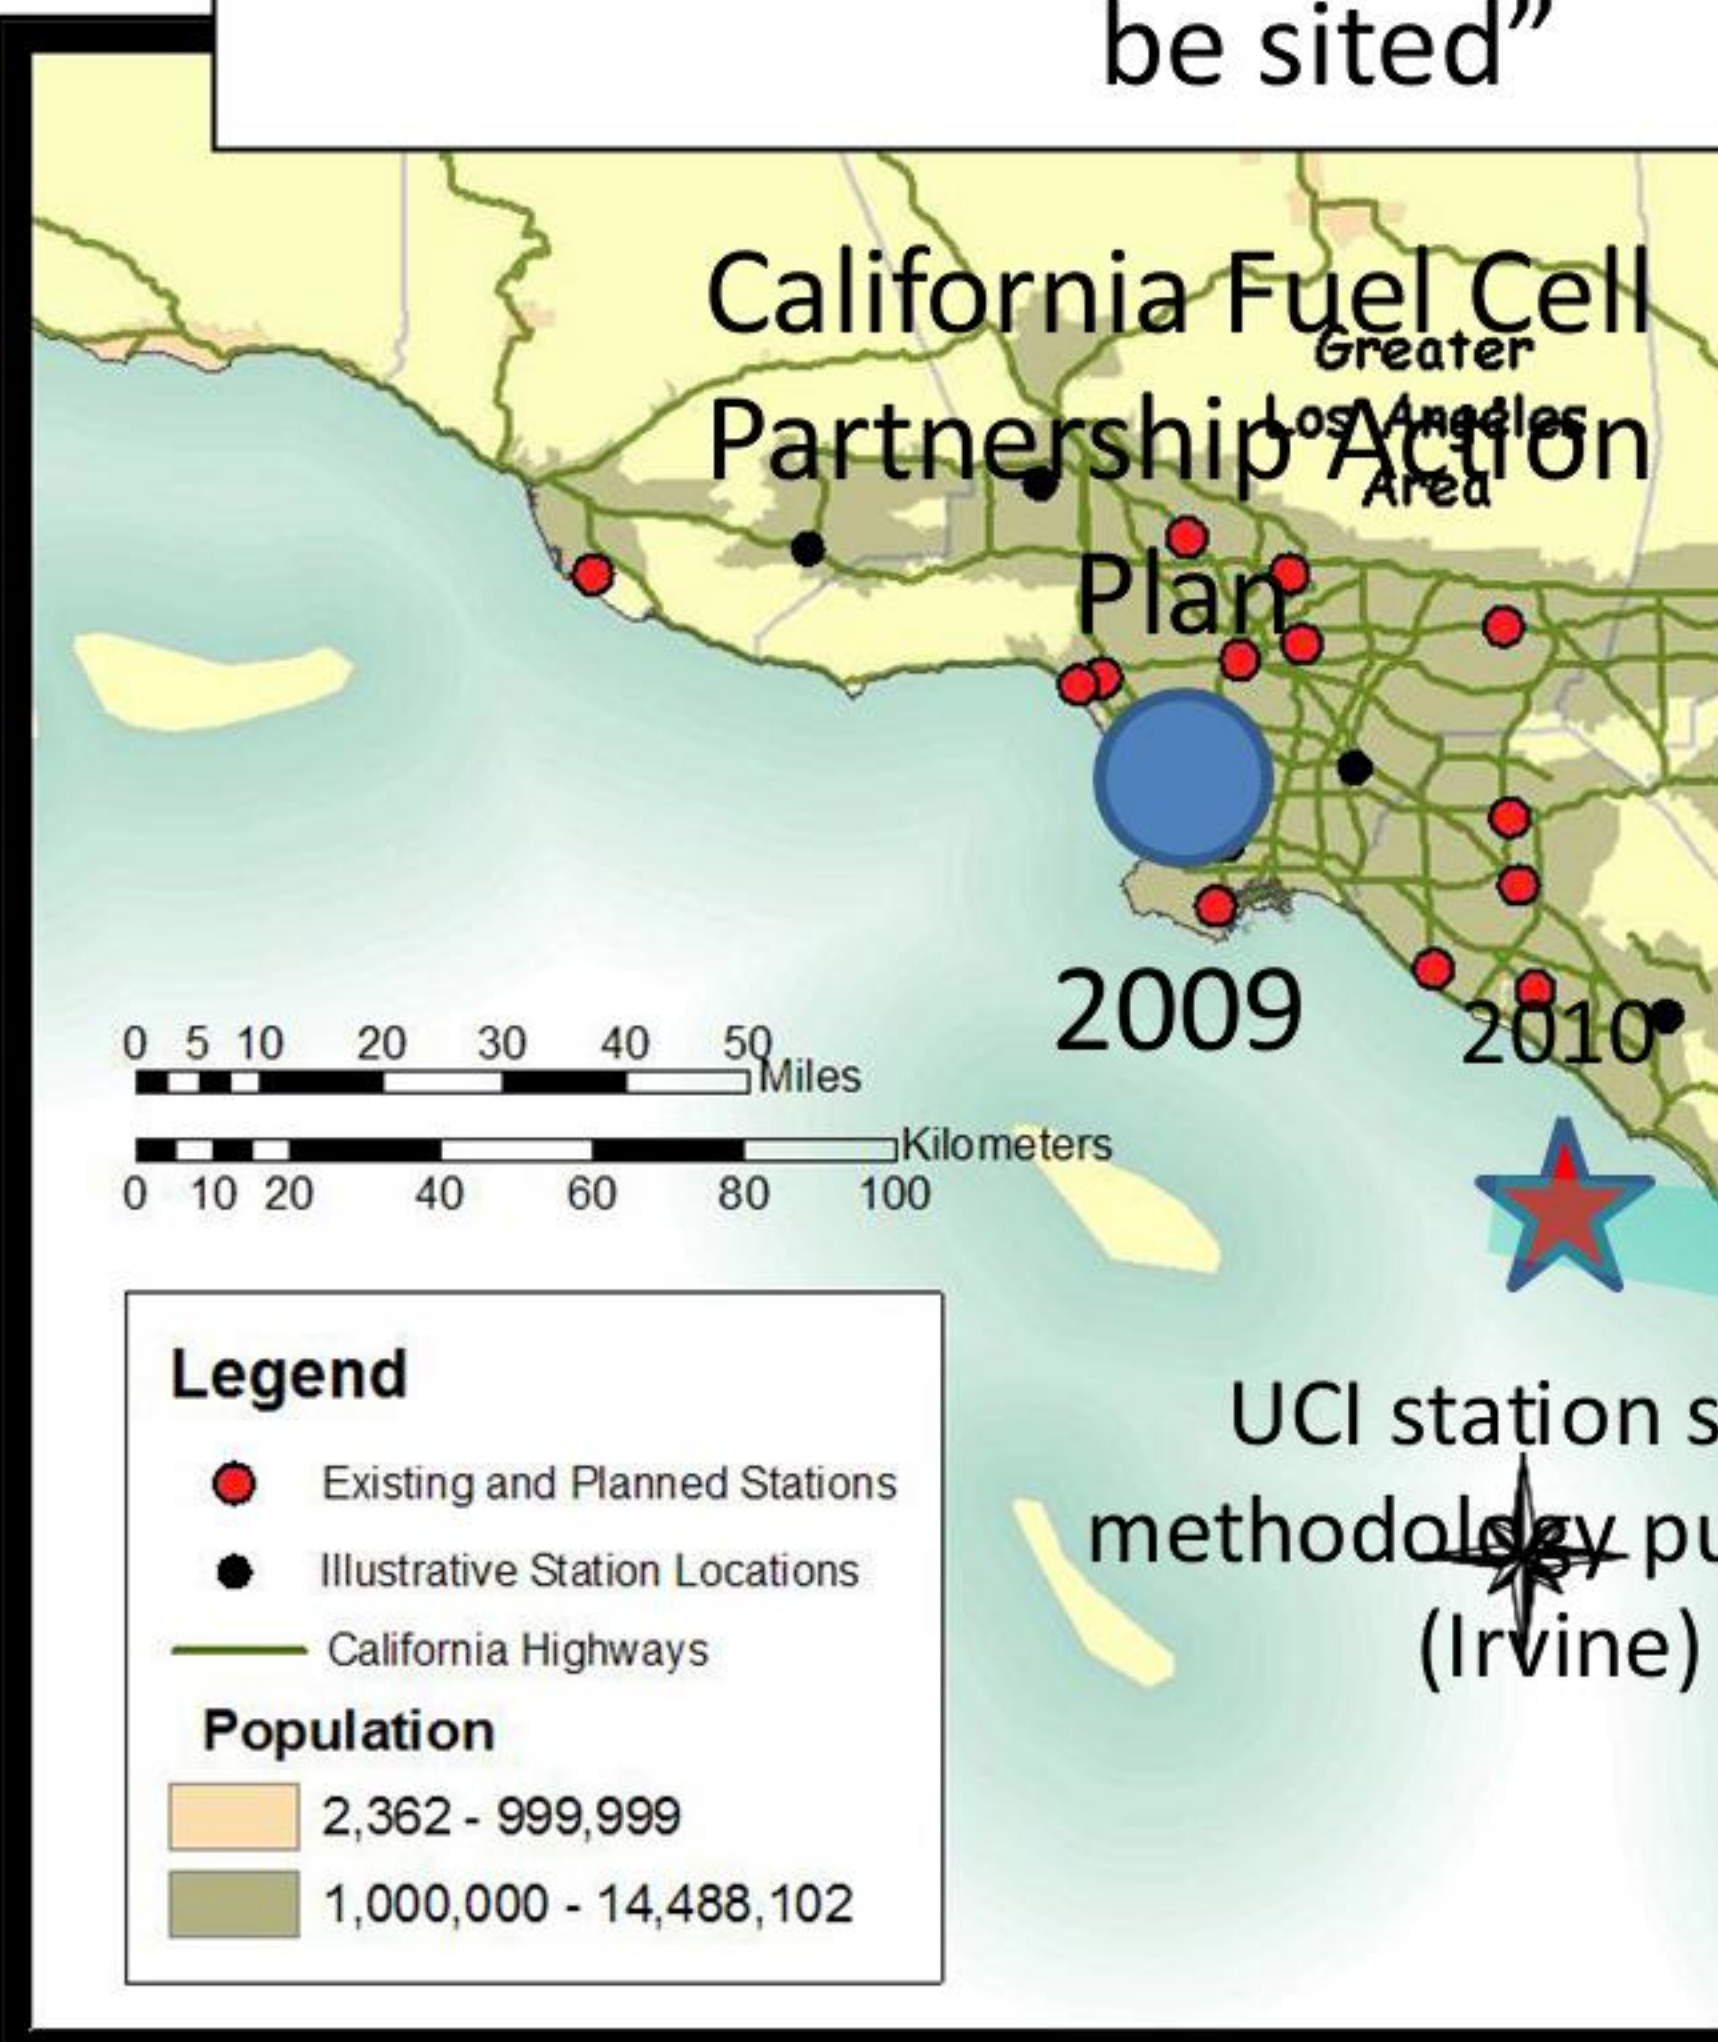 be sited”
California Fuel Cell
Greater
Partnership Action
Los Angeles
Area
Plan
2009
2010
0 5 10 20 30 40 50
Miles
Kilometers
0 10 20 40 60 80 100
Legend
Existing and Planned Stations
Illustrative Station Locations
California Highways
Population
2,362 - 999,999
1,000,000 - 14,488,102
UCI station s
methodology pu
(Irvine)